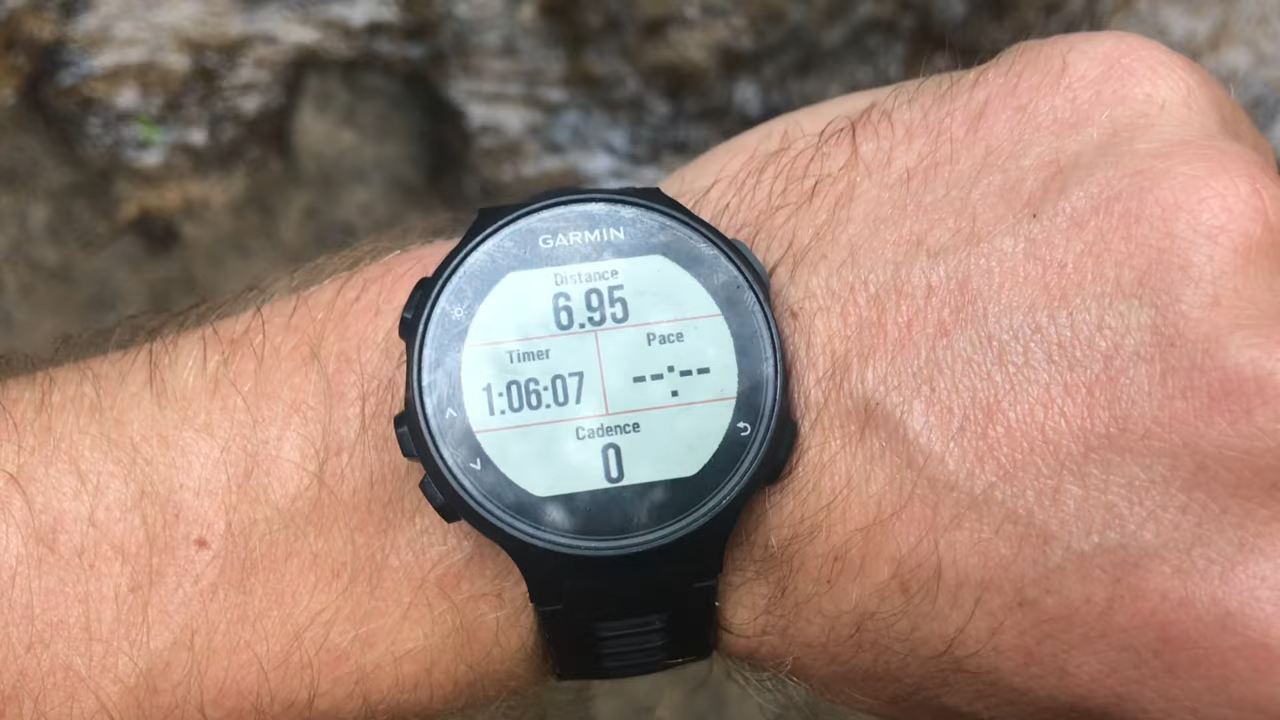 GARMIN
Distance
6.95
Timer
Pace
1:06:07
--:--
Cadence
0